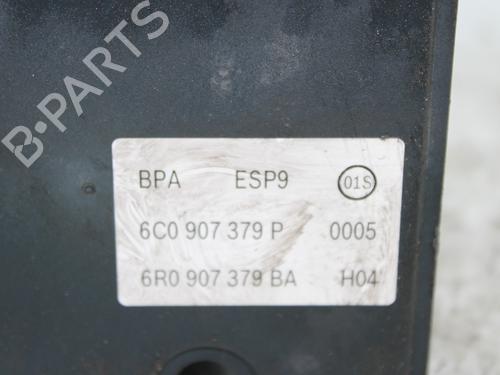 B-PARTS
BPA ESP9 01S
6C0 907 379 P 0005
6R0 907 379 BA H04